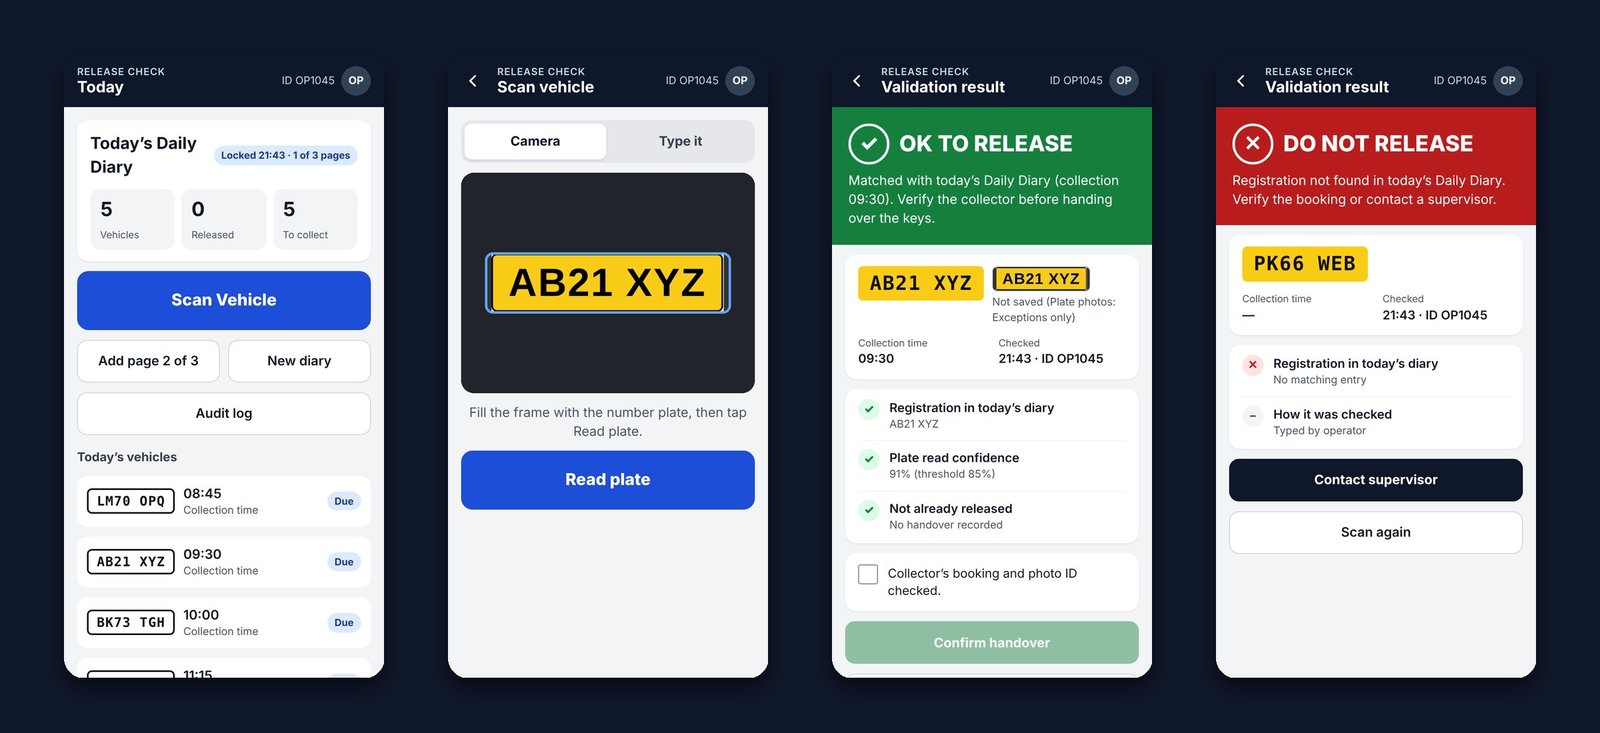 RELEASE CHECK
Today
ID OP1045
OP
Today's Daily
Diary
Locked 21:43 · 1 of 3 pages
5
Vehicles
0
Released
5
To collect
Scan Vehicle
Add page 2 of 3
New diary
Audit log
Today's vehicles
LM70 OPQ
08:45
Collection time
Due
AB21 XYZ
09:30
Collection time
Due
BK73 TGH
10:00
Collection time
Due
11:15
RELEASE CHECK
Scan vehicle
ID OP1045
OP
Camera
Type it
AB21 XYZ
Fill the frame with the number plate, then tap
Read plate.
Read plate
RELEASE CHECK
Validation result
ID OP1045
OP
OK TO RELEASE
Matched with today's Daily Diary (collection
09:30). Verify the collector before handing
over the keys.
AB21 XYZ
AB21 XYZ
Not saved (Plate photos:
Exceptions only)
Collection time
09:30
Checked
21:43 · ID OP1045
Registration in today's diary
AB21 XYZ
Plate read confidence
91% (threshold 85%)
Not already released
No handover recorded
Collector's booking and photo ID
checked.
Confirm handover
RELEASE CHECK
Validation result
ID OP1045
OP
DO NOT RELEASE
Registration not found in today's Daily Diary.
Verify the booking or contact a supervisor.
PK66 WEB
Collection time
—
Checked
21:43 · ID OP1045
Registration in today's diary
No matching entry
How it was checked
Typed by operator
Contact supervisor
Scan again